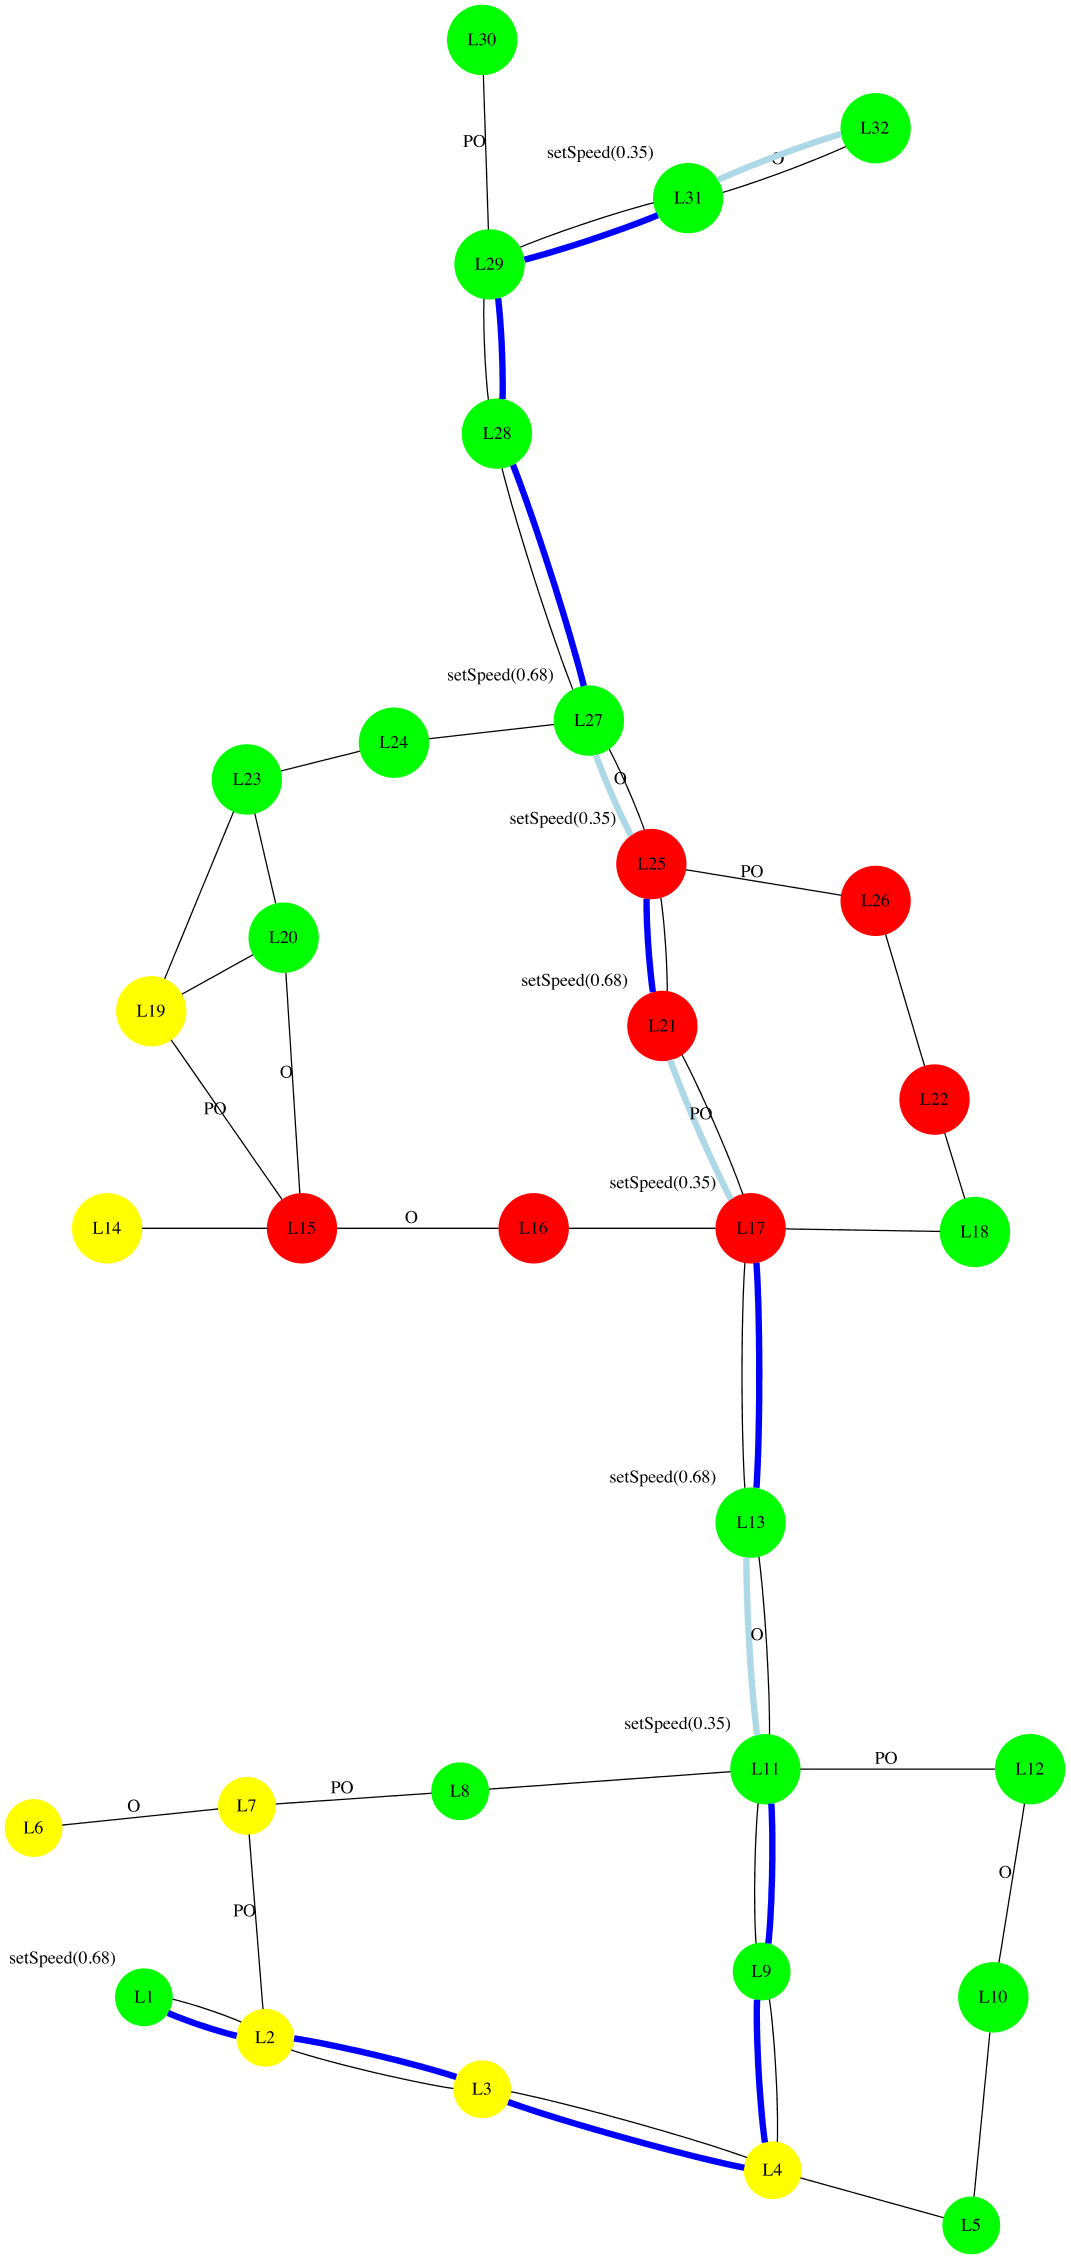 L30
L32
PO
setSpeed(0.35)
O
L31
L29
L28
setSpeed(0.68)
L27
L24
L23
O
setSpeed(0.35)
L25
PO
L26
L20
setSpeed(0.68)
L19
L21
O
L22
PO
PO
setSpeed(0.35)
L14
L15
O
L16
L17
L18
setSpeed(0.68)
L13
O
setSpeed(0.35)
L11
PO
L12
L8
PO
L7
O
L6
O
PO
setSpeed(0.68)
L9
L1
L10
L2
L3
L4
L5